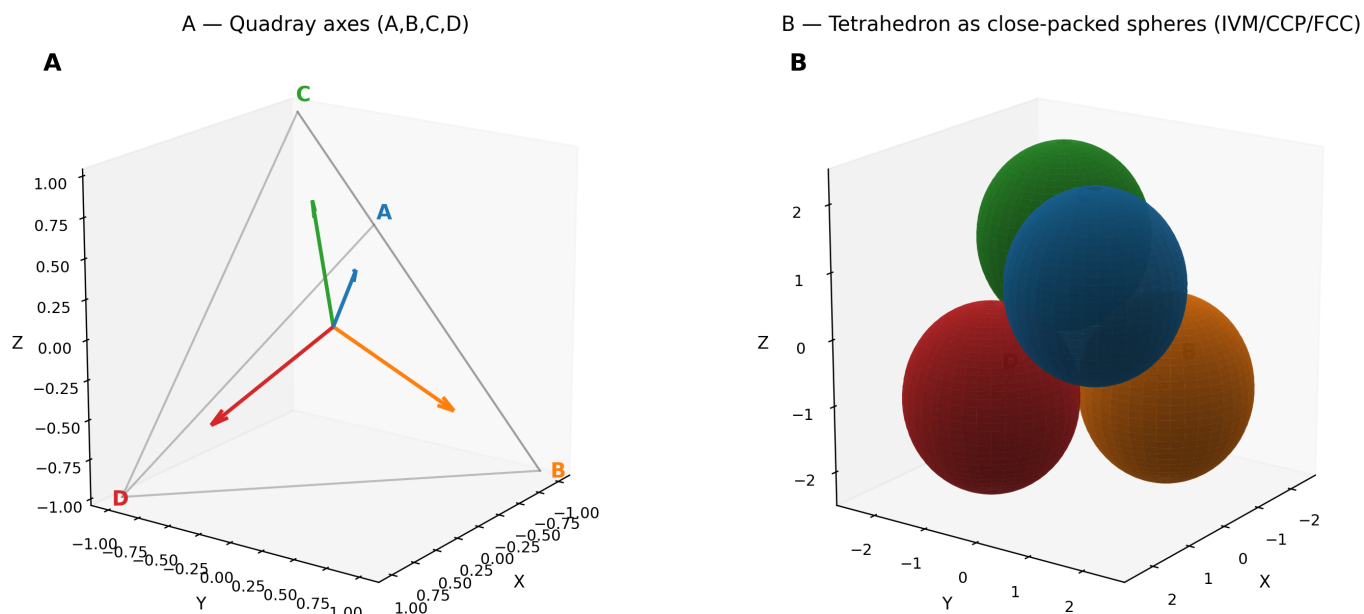 A — Quadray axes (A,B,C,D)
A
C
A
B
D
1.00
0.75
0.50
0.25
0.00
−0.25
−0.50
−0.75
−1.00
Z
−1.00
−0.75
−0.50
−0.25
0.00
0.25
0.50
0.75
1.00
Y
−1.00
−0.75
−0.50
−0.25
0.00
0.25
0.50
0.75
1.00
X
B — Tetrahedron as close-packed spheres (IVM/CCP/FCC)
B
D
B
2
1
0
−1
−2
Z
−2
−1
0
1
2
Y
−2
−1
0
1
2
X